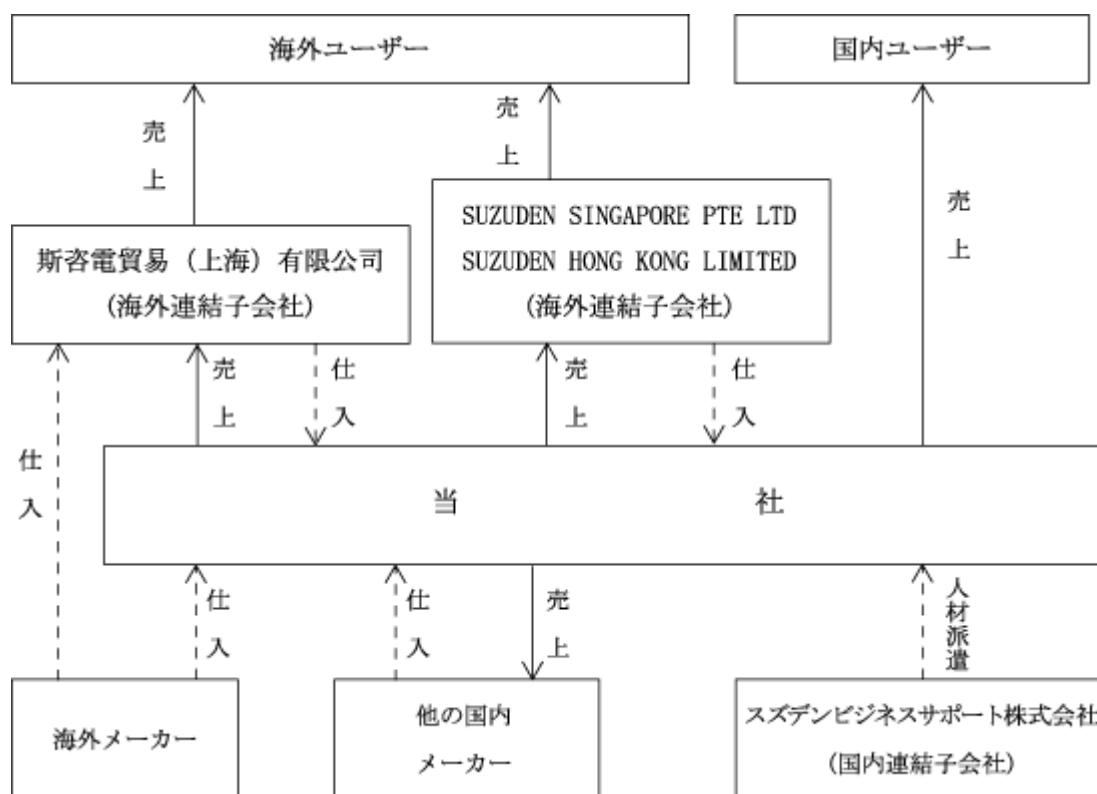 海外ユーザー
国内ユーザー
売上
売上
売上
斯咨電貿易（上海）有限公司
(海外連結子会社)
SUZUDEN SINGAPORE PTE LTD
SUZUDEN HONG KONG LIMITED
(海外連結子会社)
売上
仕入
売上
仕入
仕入
当社
仕入
仕入
売上
人材派遣
海外メーカー
他の国内
メーカー
スズデンビジネスサポート株式会社
(国内連結子会社)